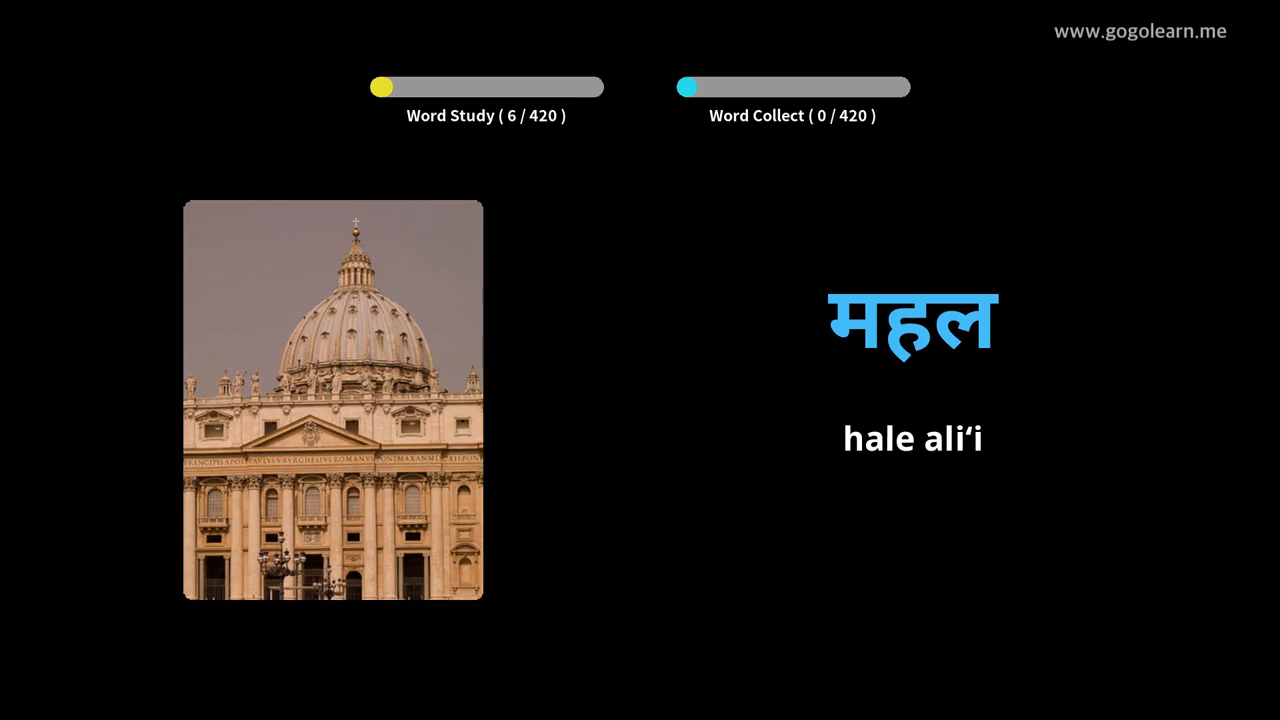 www.gogolearn.me
Word Study ( 6 / 420 )
Word Collect ( 0 / 420 )
महल
hale aliʻi